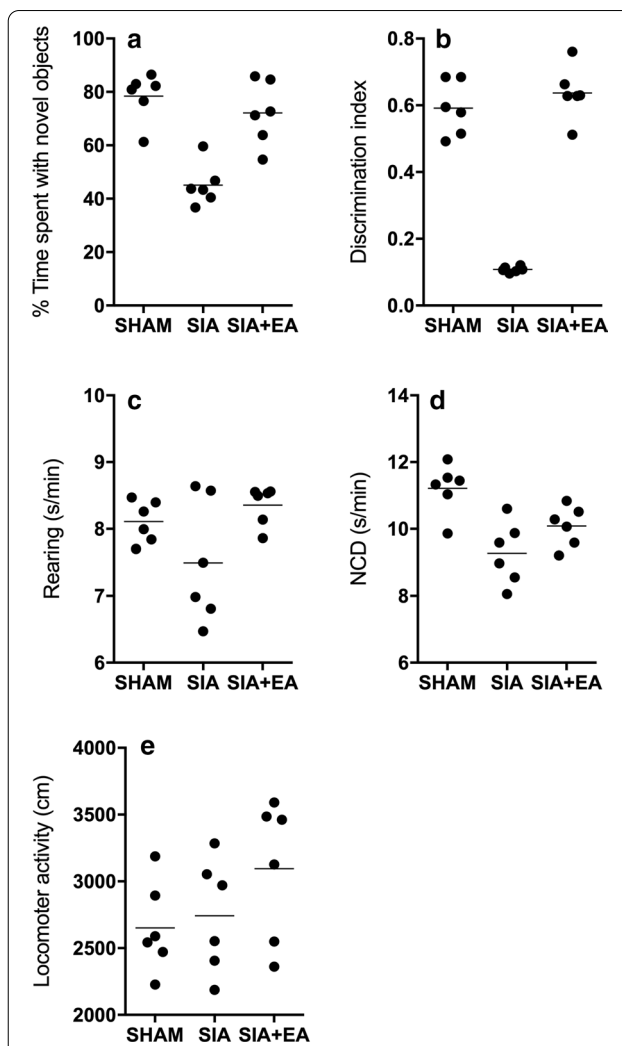 a
% Time spent with novel objects
100
80
60
40
20
0
SHAM SIA SIA+EA
b
Discrimination index
0.8
0.6
0.4
0.2
0.0
SHAM SIA SIA+EA
c
Rearing (s/min)
10
9
8
7
6
SHAM SIA SIA+EA
d
NCD (s/min)
14
12
10
8
6
SHAM SIA SIA+EA
e
Locomoter activity (cm)
4000
3500
3000
2500
2000
SHAM SIA SIA+EA